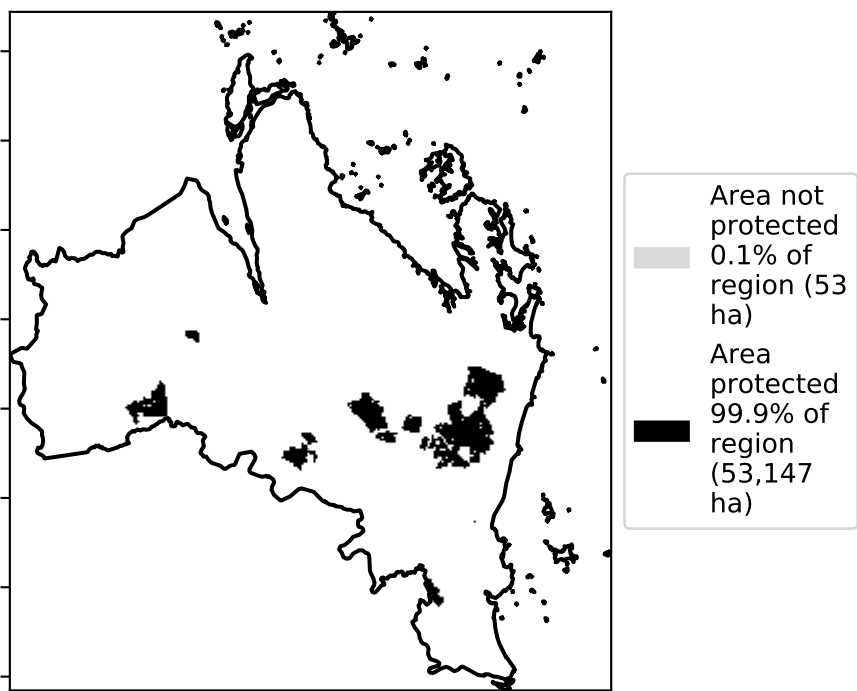 Area not
protected
0.1% of
region (53
ha)
Area
protected
99.9% of
region
(53,147
ha)